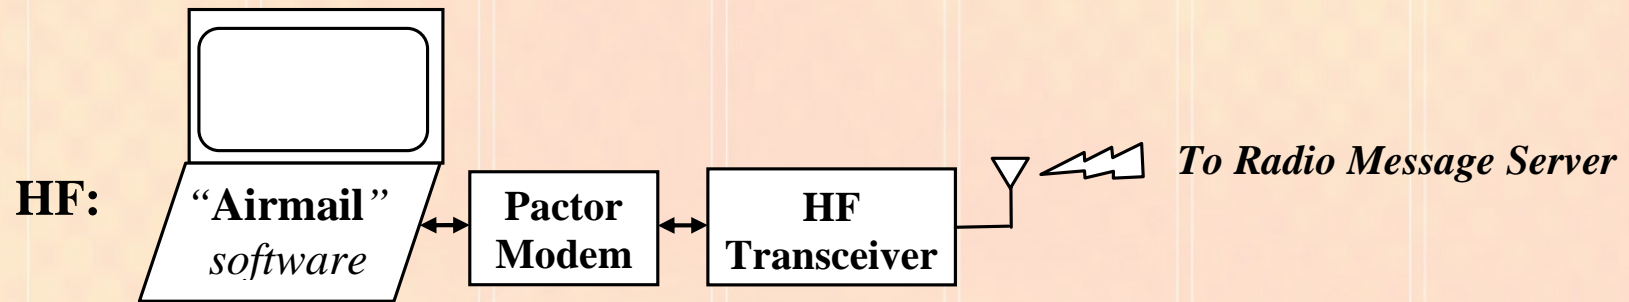 HF:
“Airmail”
software
Pactor
Modem
HF
Transceiver
To Radio Message Server